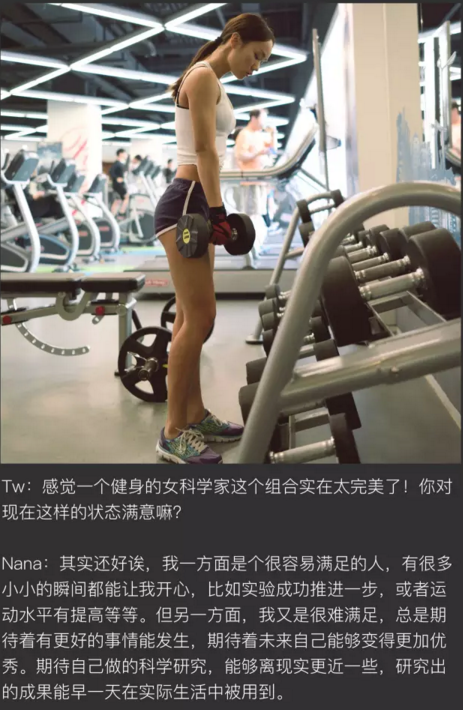 Tw：感觉一个健身的女科学家这个组合实在太完美了！你对
现在这样的状态满意嘛？
Nana：其实还好诶，我一方面是个很容易满足的人，有很多
小小的瞬间都能让我开心，比如实验成功推进一步，或者运
动水平有提高等等。但另一方面，我又是很难满足，总是期
待着有更好的事情能发生，期待着未来自己能够变得更加优
秀。期待自己做的科学研究，能够离现实更近一些，研究出
的成果能早一天在实际生活中被用到。